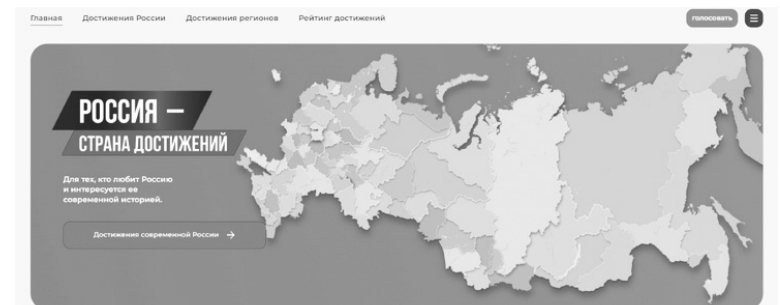 Главная
Достижения России
Достижения регионов
Рейтинг достижений
голосовать
РОССИЯ –
СТРАНА ДОСТИЖЕНИЙ
Для тех, кто любит Россию
и интересуется ее
современной историей.
Достижения современной России →